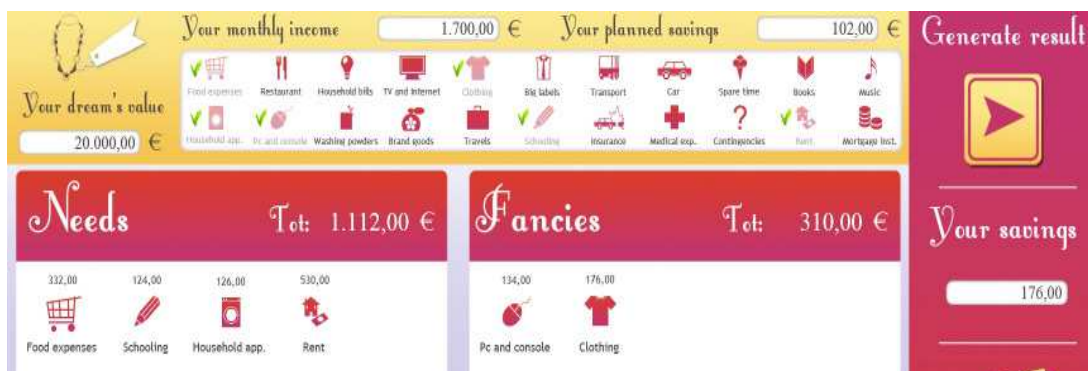 Your monthly income 1.700,00 € Your planned savings 102,00 € Generate result
Food expenses Restaurant Household bills TV and Internet Clothing Big labels Transport Car Spare time Books Music
Your dream's value
Household app. Pc and console Washing powders Brand goods Travels Schooling Insurance Medical exp. Contingencies Rent. Mortgage Inst.
20.000,00 €
Needs Tot: 1.112,00 €
Fancies Tot: 310,00 €
Your savings
332,00 124,00 126,00 530,00
134,00 176,00
176,00
Food expenses Schooling Household app. Rent
Pc and console Clothing